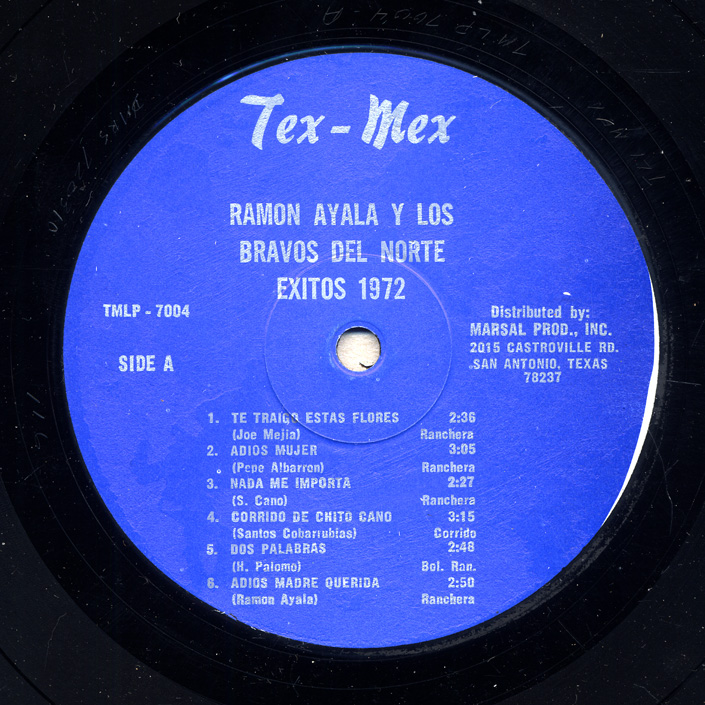 Tex-Mex
RAMON AYALA Y LOS
BRAVOS DEL NORTE
EXITOS 1972
TMLP - 7004
SIDE A
Distributed by:
MARSAL PROD., INC.
2015 CASTROVILLE RD.
SAN ANTONIO, TEXAS
78237
1. TE TRAIGO ESTAS FLORES 2:36
(Joe Mejia) Ranchera
2. ADIOS MUJER 3:05
(Pepe Albarron) Ranchera
3. NADA ME IMPORTA 2:27
(S. Cano) Ranchera
4. CORRIDO DE CHITO CANO 3:15
(Santos Cobarrubias) Corrido
5. DOS PALABRAS 2:48
(H. Palomo) Bol. Ran.
6. ADIOS MADRE QUERIDA 2:50
(Ramon Ayala) Ranchera
TMLP 7004-A